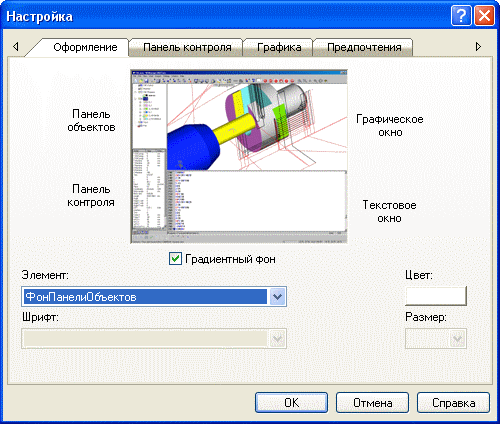 Настройка
Оформление
Панель контроля
Графика
Предпочтения
Панель
объектов
Графическое
окно
Панель
контроля
Текстовое
окно
Градиентный фон
Элемент:
Цвет:
ФонПанелиОбъектов
Шрифт:
Размер:
OK
Отмена
Справка